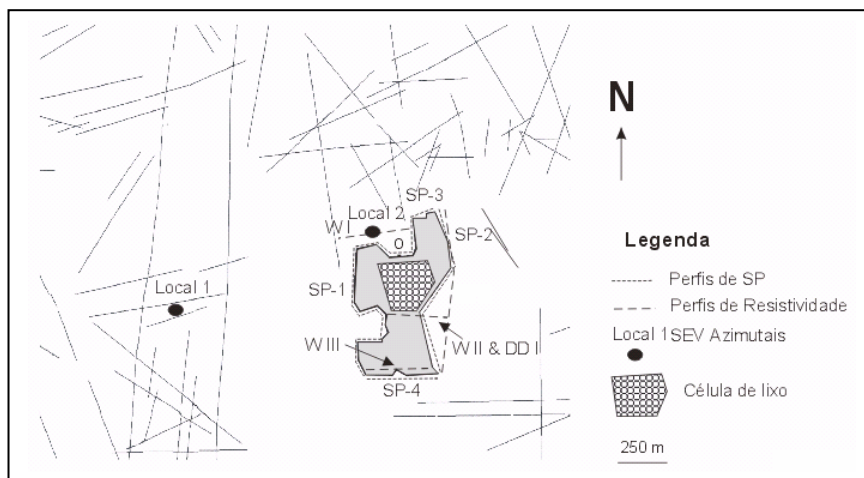 N
SP-3
Local 2
W I
O
SP-2
Legenda
Perfis de SP
Local 1
SP-1
Perfis de Resistividade
Local 1 SEV Azimutais
W III
W II & DD I
Célula de lixo
SP-4
250 m